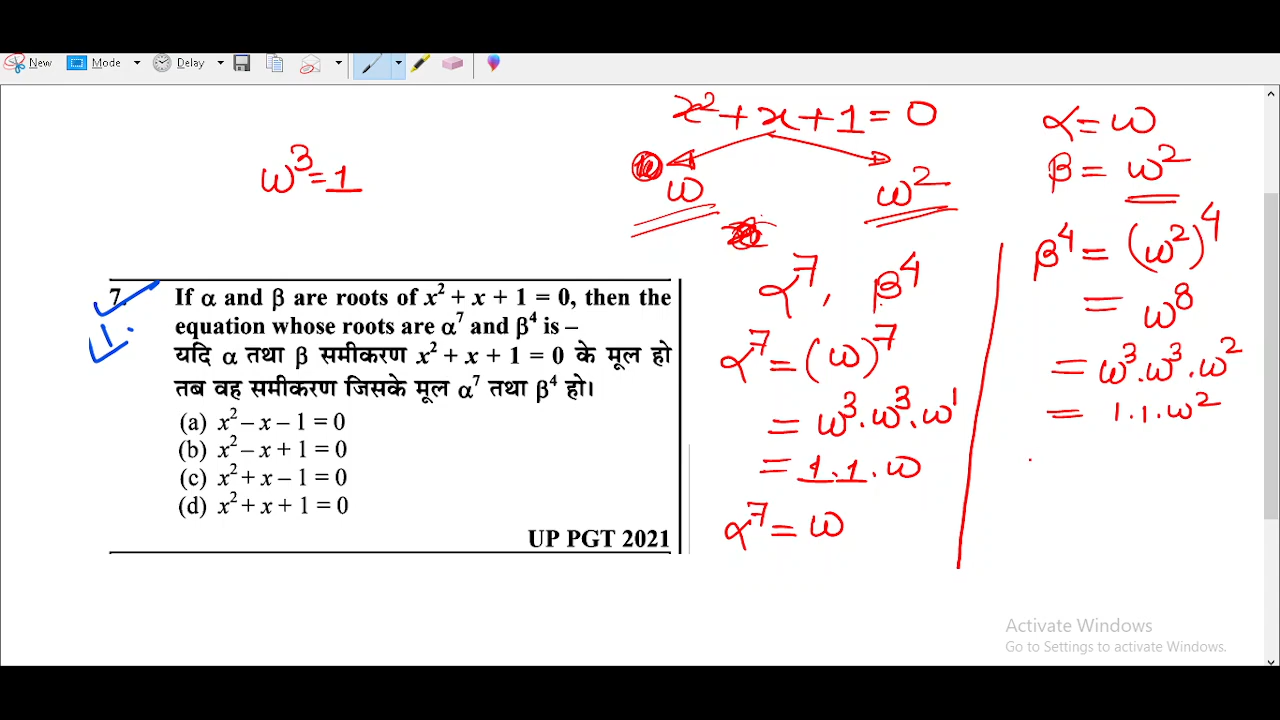 New Mode Delay
x² + x + 1 = 0
ω ω²
ω³ = 1
α = ω
β = ω²
α⁷, β⁴
α⁷ = (ω)⁷
= ω³.ω³.ω¹
= 1.1.ω
α⁷ = ω
β⁴ = (ω²)⁴
= ω⁸
= ω³.ω³.ω²
= 1.1.ω²
7. If α and β are roots of x² + x + 1 = 0, then the
equation whose roots are α⁷ and β⁴ is –
यदि α तथा β समीकरण x² + x + 1 = 0 के मूल हो
तब वह समीकरण जिसके मूल α⁷ तथा β⁴ हो।
(a) x² – x – 1 = 0
(b) x² – x + 1 = 0
(c) x² + x – 1 = 0
(d) x² + x + 1 = 0
UP PGT 2021
1.
Activate Windows
Go to Settings to activate Windows.